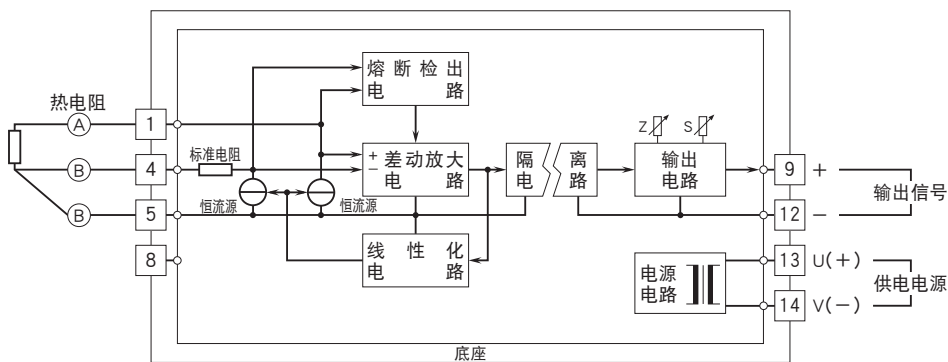 熔断检出
电路
热电阻
A
1
Z
S
标准电阻
B
4
+
−
差动放大
电路
隔离
电路
输出
电路
9
+
输出信号
恒流源
恒流源
B
5
12
−
8
线性化
电路
电源
电路
13
U(+)
供电电源
14
V(−)
底座